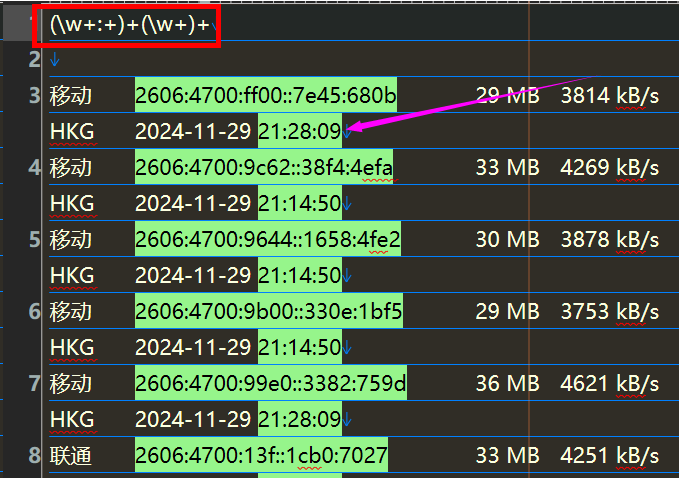 1 (\w+:+)+(\w+)+↓
2 ↓
3 移动 2606:4700:ff00::7e45:680b 29 MB 3814 kB/s
HKG 2024-11-29 21:28:09↓
4 移动 2606:4700:9c62::38f4:4efa 33 MB 4269 kB/s
HKG 2024-11-29 21:14:50↓
5 移动 2606:4700:9644::1658:4fe2 30 MB 3878 kB/s
HKG 2024-11-29 21:14:50↓
6 移动 2606:4700:9b00::330e:1bf5 29 MB 3753 kB/s
HKG 2024-11-29 21:14:50↓
7 移动 2606:4700:99e0::3382:759d 36 MB 4621 kB/s
HKG 2024-11-29 21:28:09↓
8 联通 2606:4700:13f::1cb0:7027 33 MB 4251 kB/s